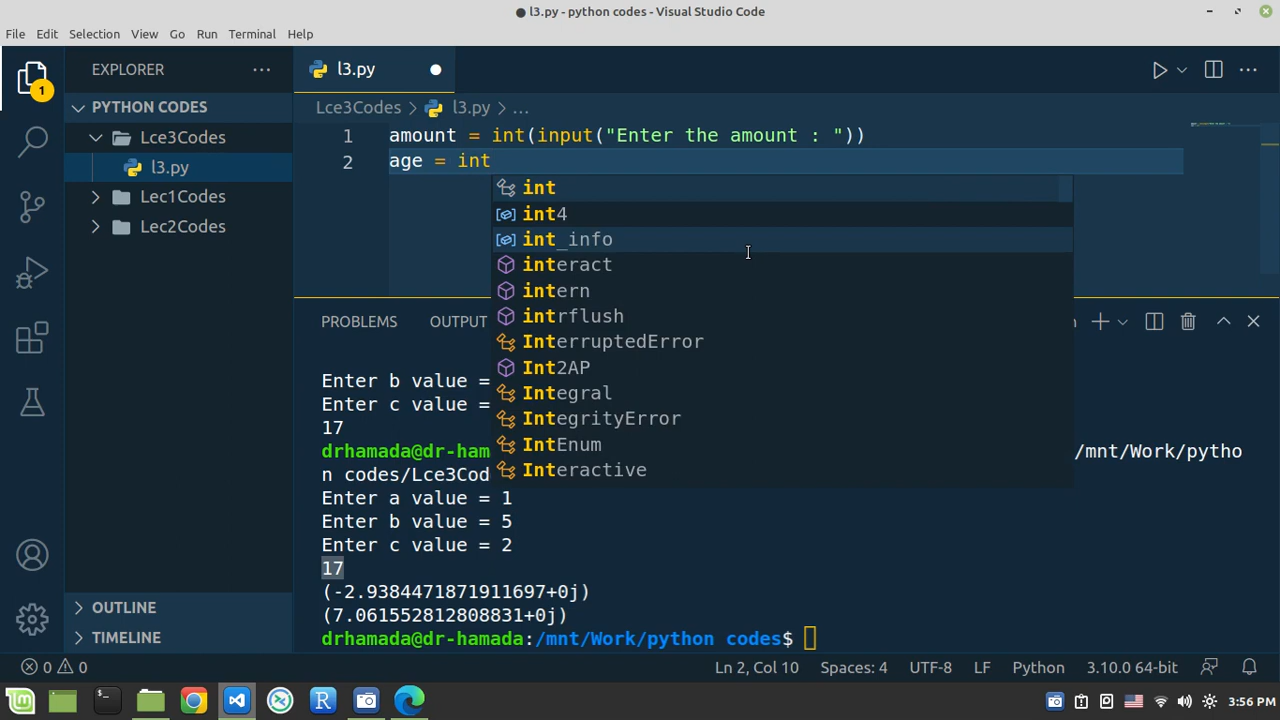 ● l3.py - python codes - Visual Studio Code
File Edit Selection View Go Run Terminal Help
EXPLORER
l3.py
1
PYTHON CODES
Lce3Codes > l3.py > ...
Lce3Codes
l3.py
Lec1Codes
Lec2Codes
1 amount = int(input("Enter the amount : "))
2 age = int
int
int4
int_info
interact
intern
intrflush
InterruptedError
Int2AP
Integral
IntegrityError
IntEnum
Interactive
PROBLEMS OUTPUT
Enter b value =
Enter c value =
17
drhamada@dr-ham /mnt/Work/pytho
n codes/Lce3Cod
Enter a value = 1
Enter b value = 5
Enter c value = 2
17
(-2.9384471871911697+0j)
(7.061552812808831+0j)
drhamada@dr-hamada:/mnt/Work/python codes$
OUTLINE
TIMELINE
0 0 Ln 2, Col 10 Spaces: 4 UTF-8 LF Python 3.10.0 64-bit
R 3:56 PM